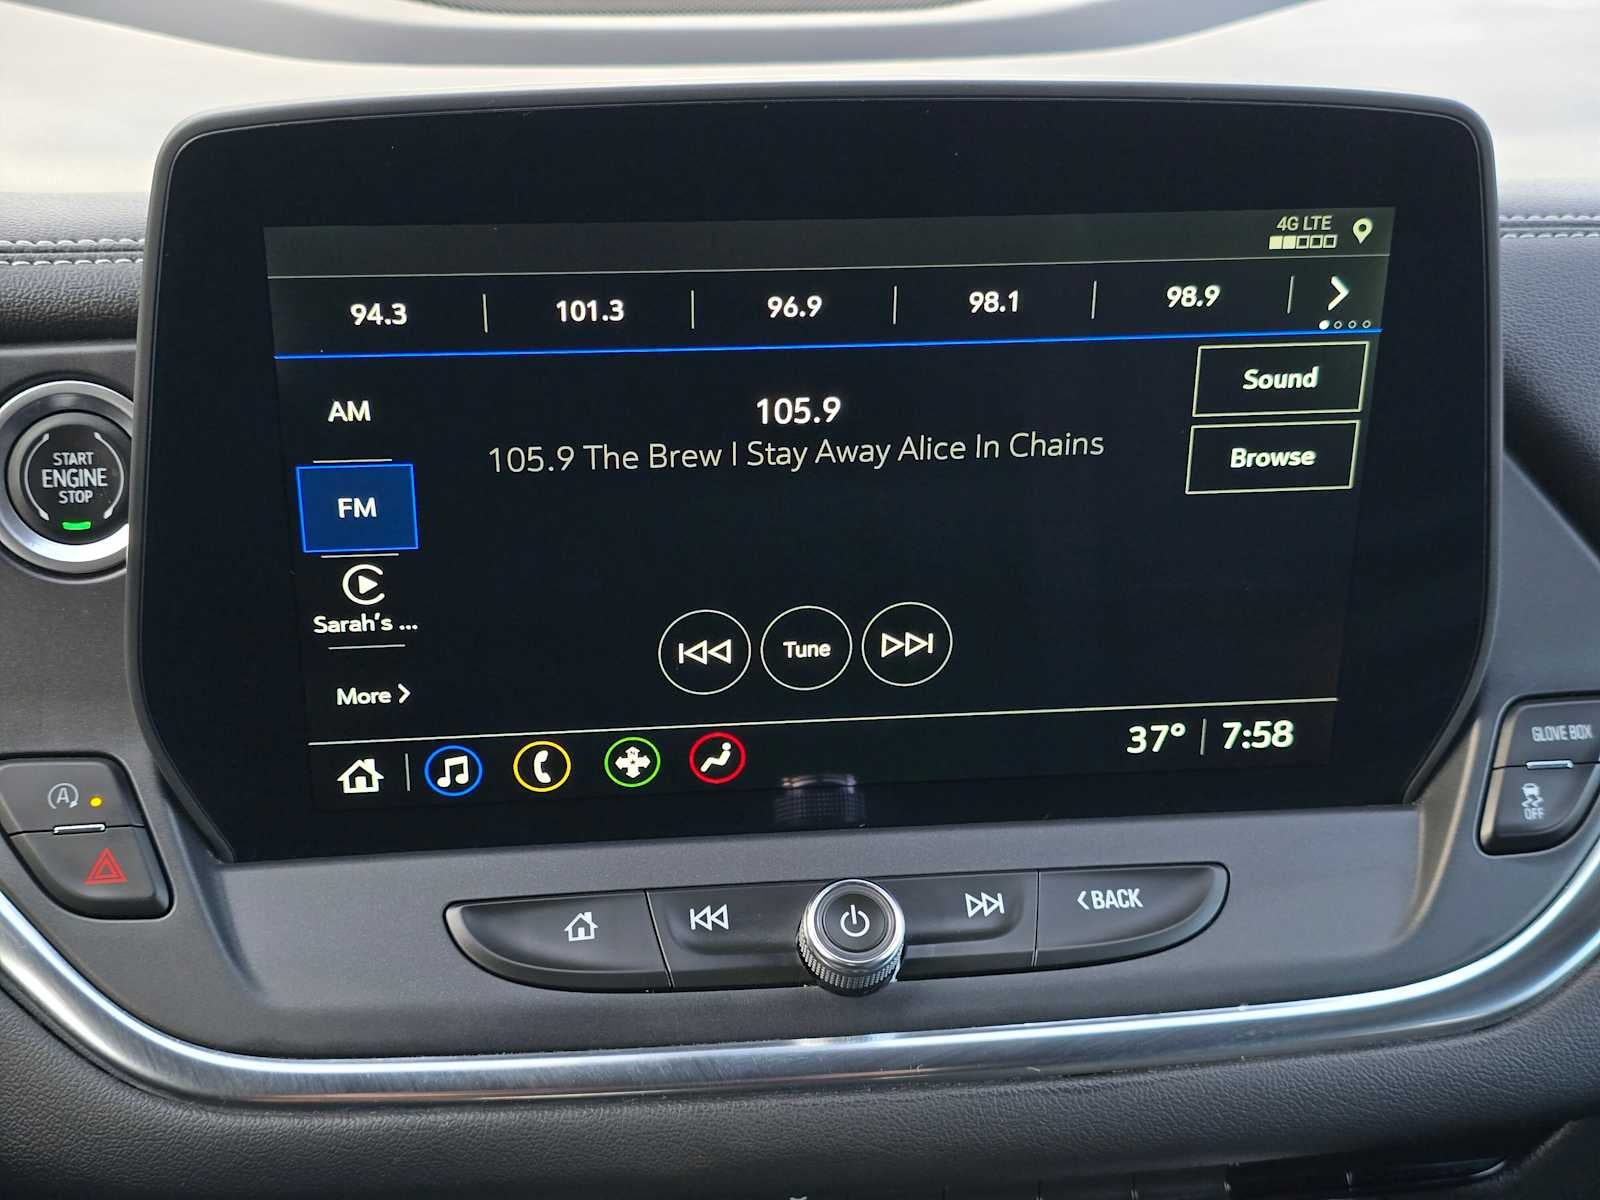 4G LTE
94.3 101.3 96.9 98.1 98.9
Sound
AM
105.9
105.9 The Brew | Stay Away Alice In Chains
Browse
FM
Sarah's ...
Tune
More
37° 7:58
START
ENGINE
STOP
A
GLOVE BOX
OFF
BACK